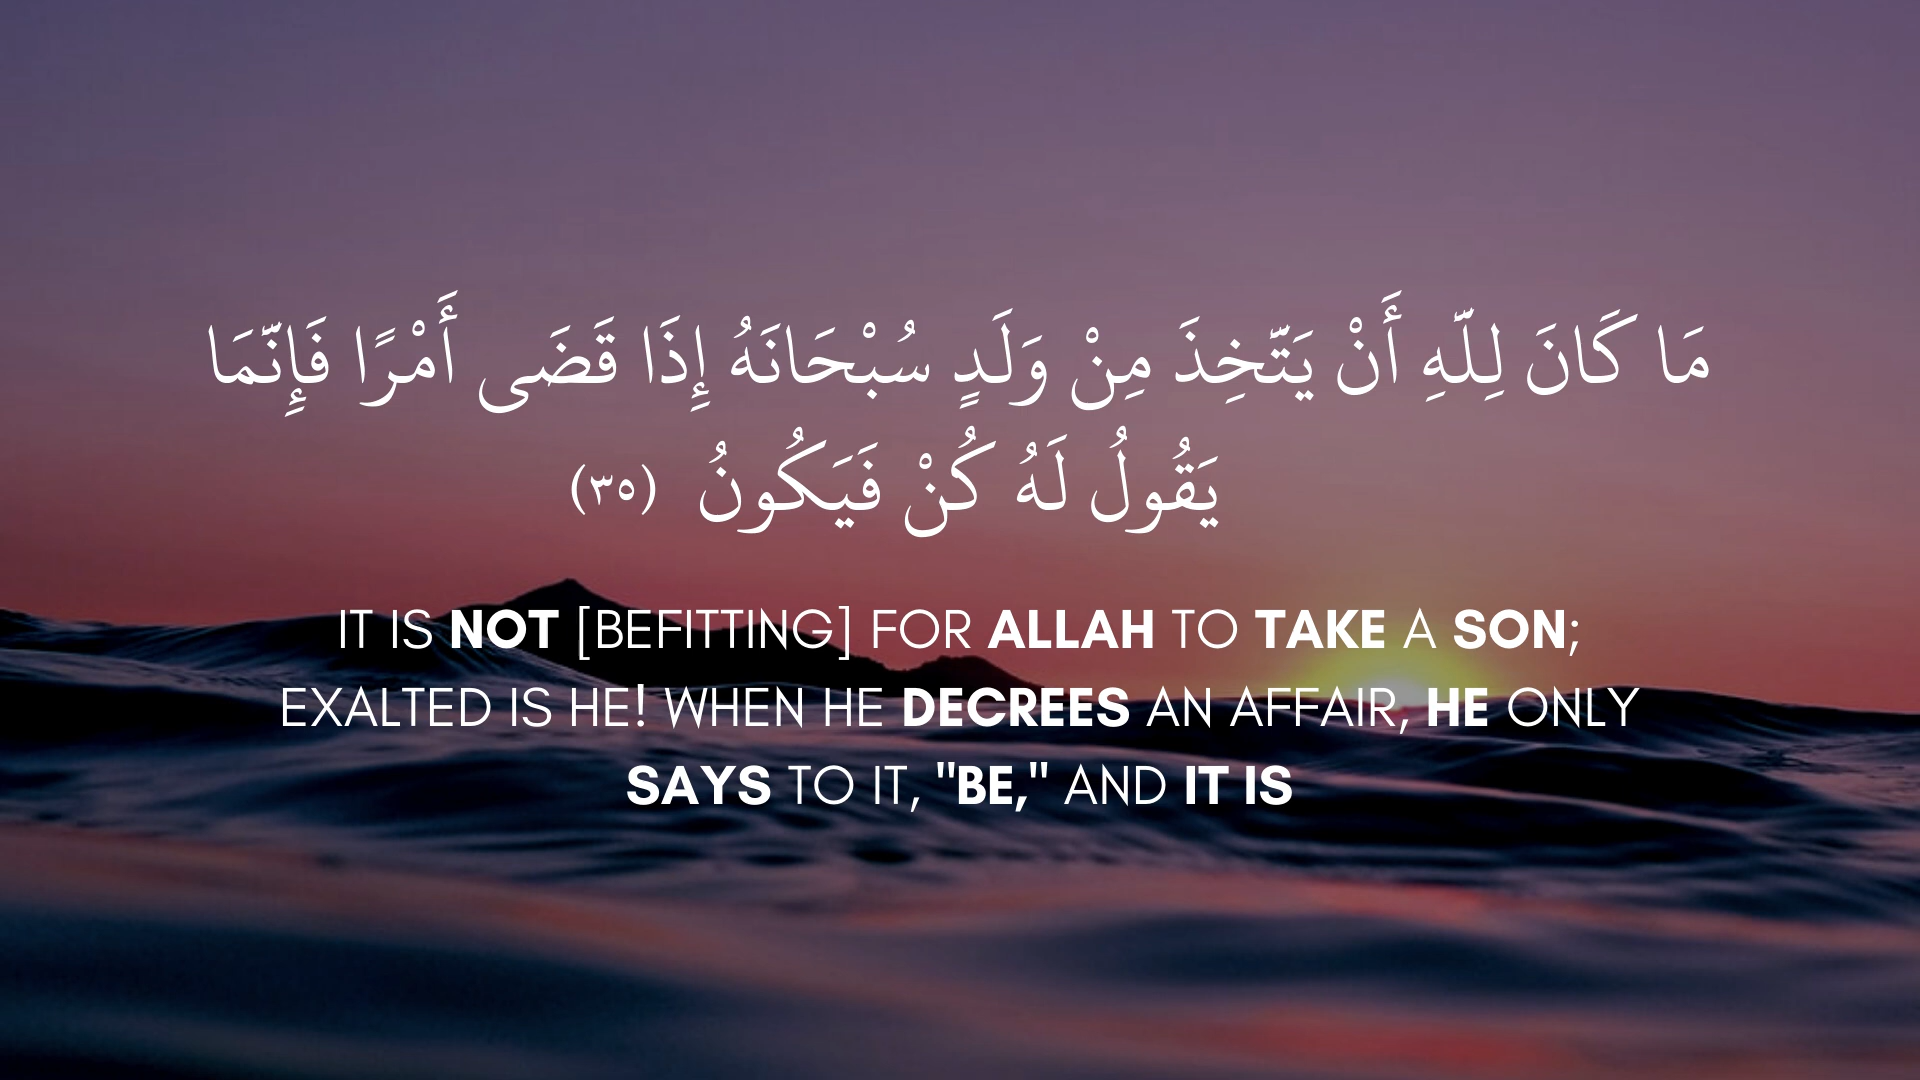 مَا كَانَ لِلّهِ أَنْ يَتَّخِذَ مِنْ وَلَدٍ سُبْحَانَهُ إِذَا قَضَى أَمْرًا فَإِنَّمَا
يَقُولُ لَهُ كُنْ فَيَكُونُ (٣٥)
IT IS NOT [BEFITTING] FOR ALLAH TO TAKE A SON;
EXALTED IS HE! WHEN HE DECREES AN AFFAIR, HE ONLY
SAYS TO IT, "BE," AND IT IS